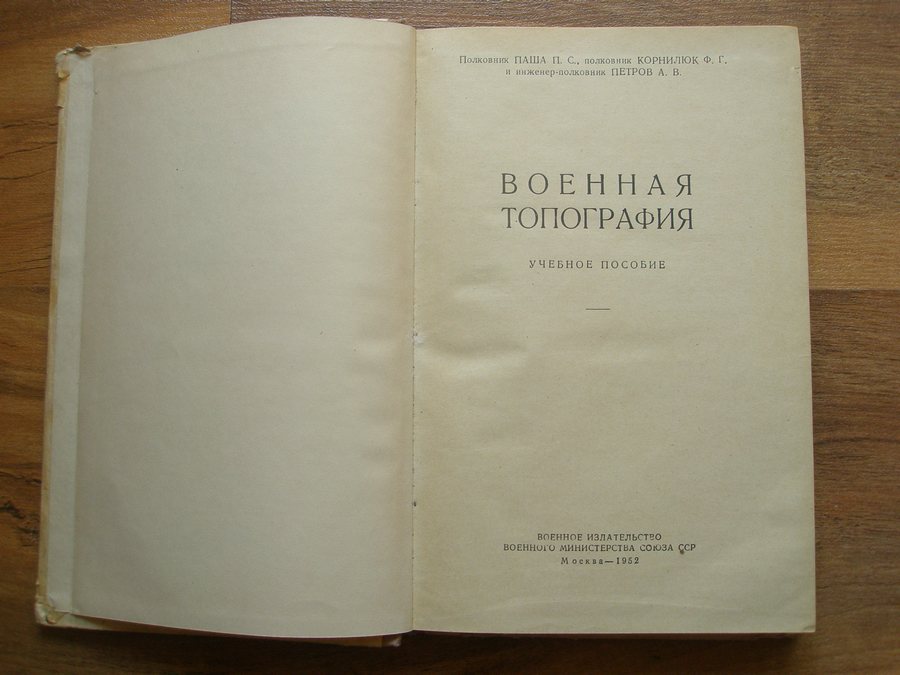 Полковник ПАША П. С., полковник КОРНИЛЮК Ф. Г.
и инженер-полковник ПЕТРОВ А. В.
ВОЕННАЯ
ТОПОГРАФИЯ
УЧЕБНОЕ ПОСОБИЕ
ВОЕННОЕ ИЗДАТЕЛЬСТВО
ВОЕННОГО МИНИСТЕРСТВА СОЮЗА ССР
Москва—1952